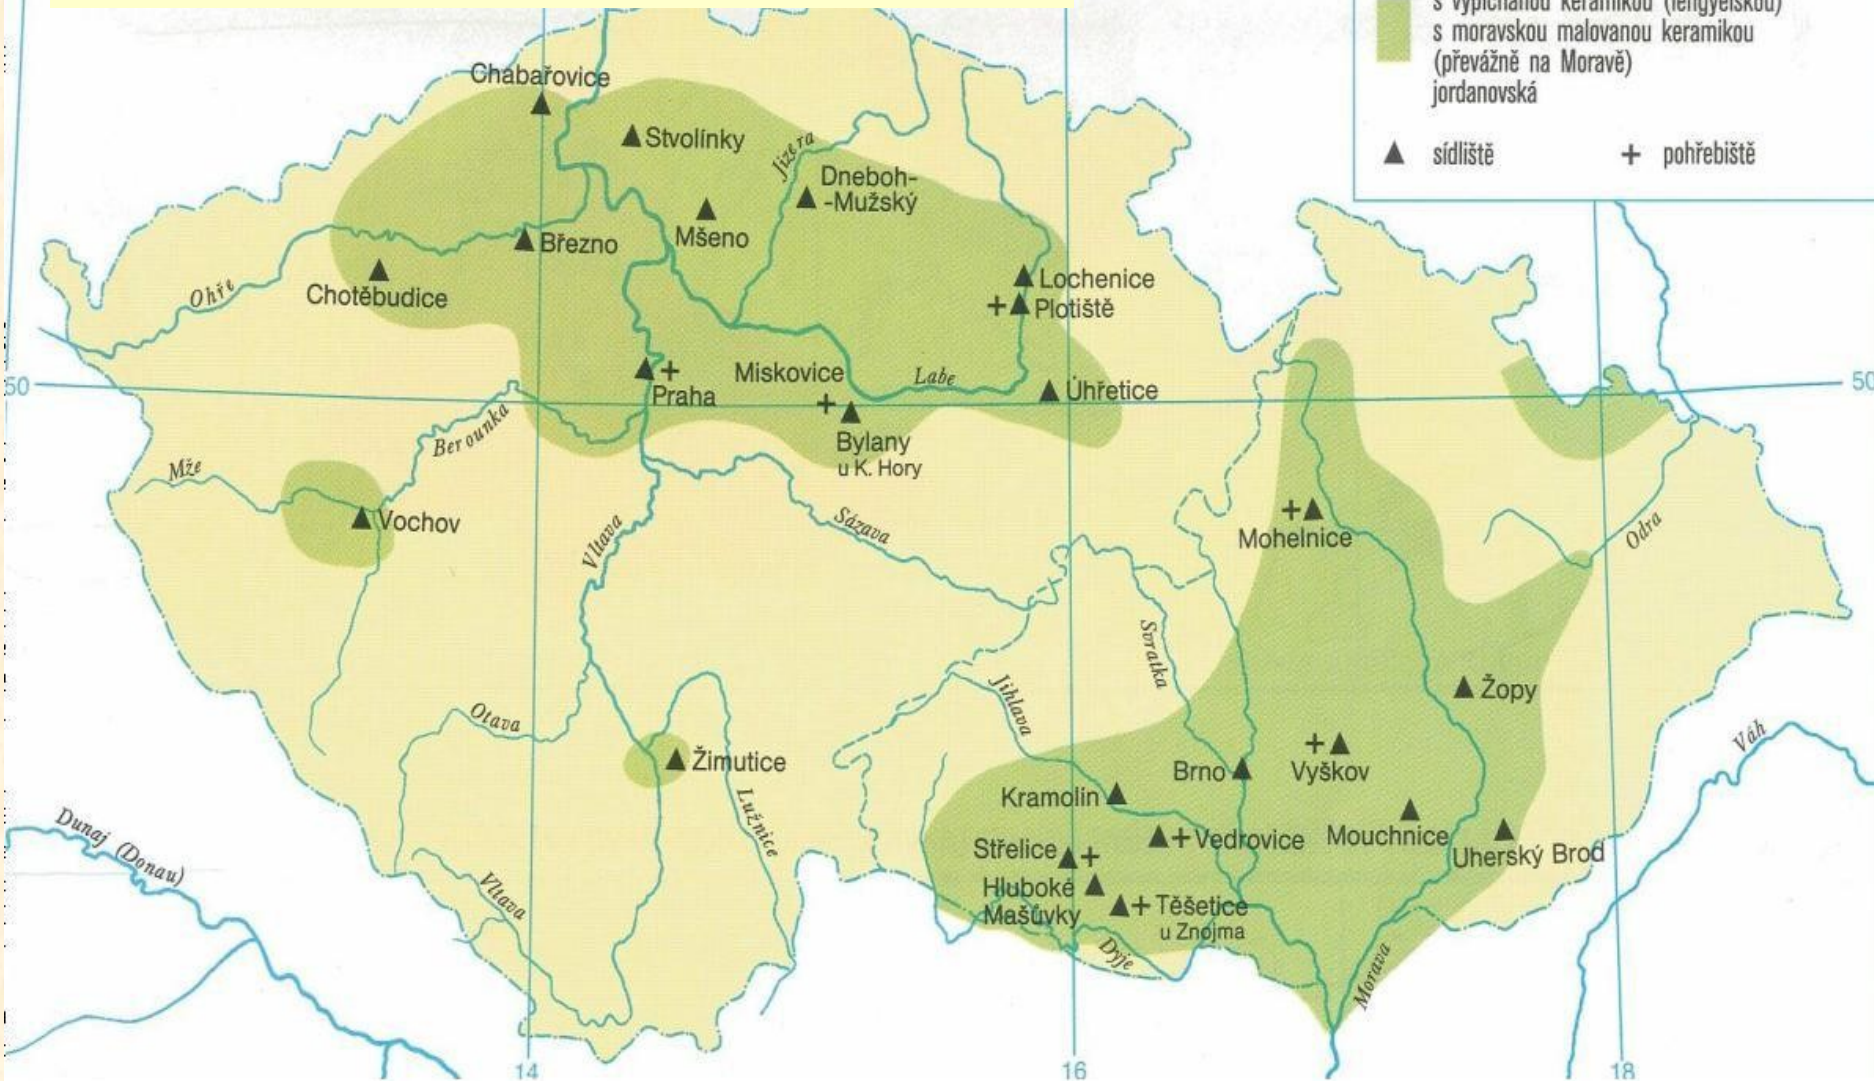 s vypíchanou keramikou (lengyelskou)
s moravskou malovanou keramikou
(převážně na Moravě)
jordanovská
▲ sídliště
+ pohřebiště
Chabařovice
Stvolínky
Jizera
Dneboh-
-Mužský
Mšeno
Březno
Ohře
Chotěbudice
Lochenice
Plotiště
50
Praha
Miskovice
Labe
Úhřetice
50
Berounka
Bylany
u K. Hory
Mže
Vochov
Vltava
Sázava
Mohelnice
Odra
Svratka
Jihlava
Žopy
Otava
Žimutice
Lužnice
Brno
Vyškov
Váh
Kramolín
Vedrovice
Mouchnice
Uherský Brod
Dunaj (Donau)
Střelice
Hluboké
Mašůvky
Těšetice
u Znojma
Vltava
Dyje
Morava
14
16
18